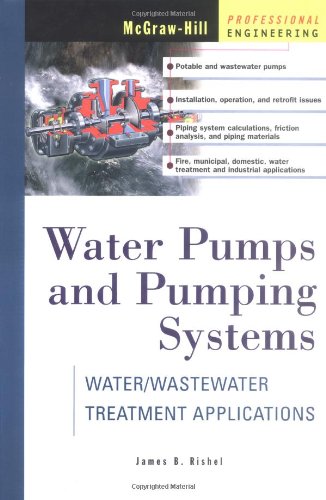 McGraw-Hill
PROFESSIONAL
ENGINEERING
Potable and wastewater pumps
Installation, operation, and retrofit issues
Piping system calculations, friction
analysis, and piping materials
Fire, municipal, domestic, water
treatment and industrial applications
Water Pumps
and Pumping
Systems
WATER/WASTEWATER
TREATMENT APPLICATIONS
James B. Rishel
Copyrighted Material